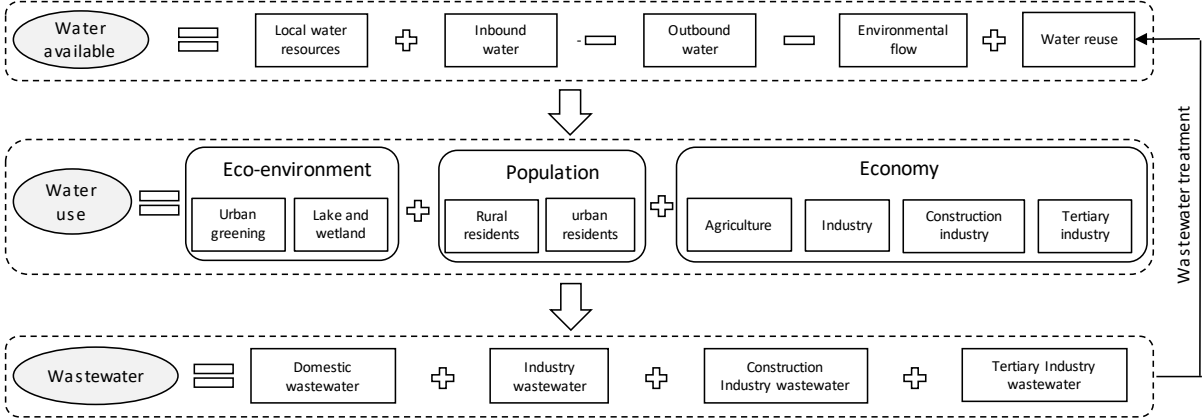 Water
available
Local water
resources
Inbound
water
-
Outbound
water
Environmental
flow
Water reuse
Water
use
Eco-environment
Urban
greening
Lake and
wetland
Population
Rural
residents
urban
residents
Economy
Agriculture
Industry
Construction
industry
Tertiary
industry
Wastewater treatment
Wastewater
Domestic
wastewater
Industry
wastewater
Construction
Industry wastewater
Tertiary Industry
wastewater